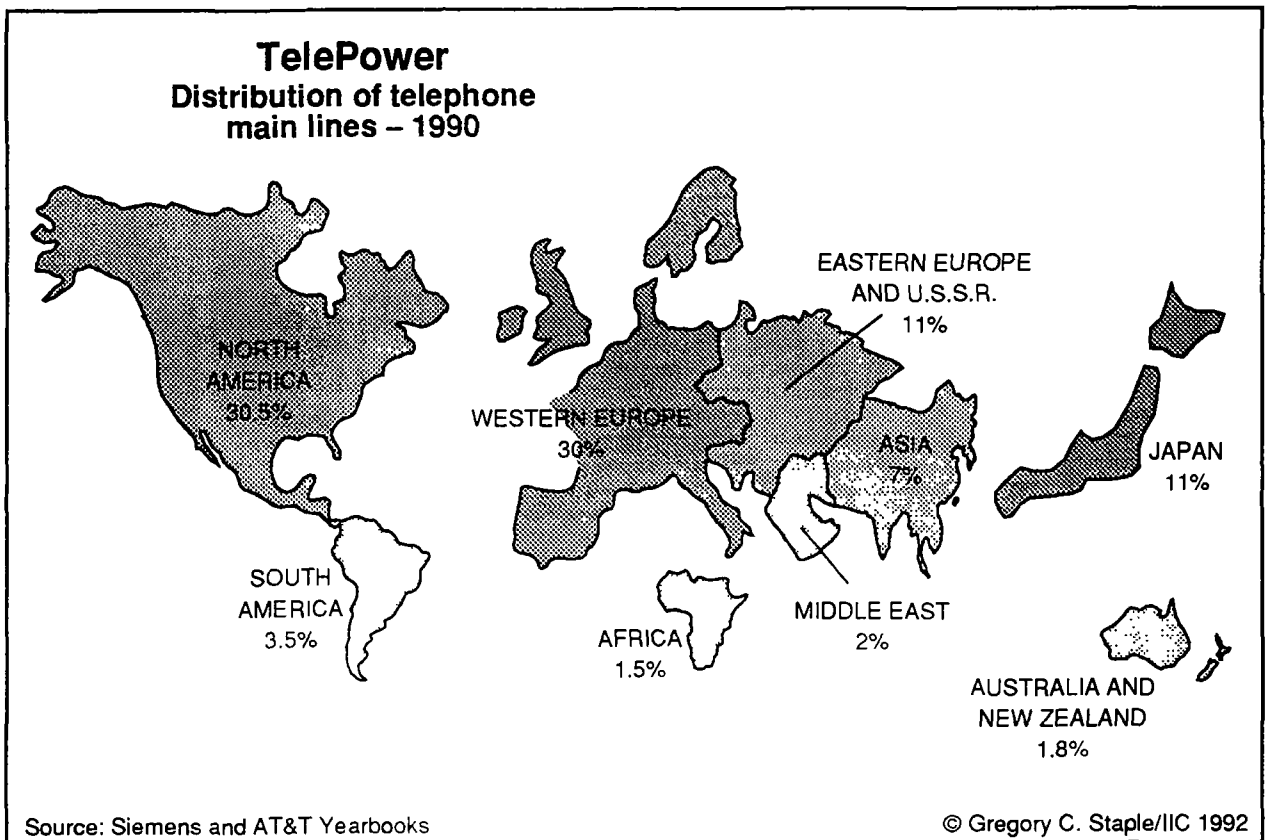 TelePower
Distribution of telephone
main lines – 1990
NORTH
AMERICA
30.5%
WESTERN EUROPE
30%
EASTERN EUROPE
AND U.S.S.R.
11%
ASIA
7%
JAPAN
11%
SOUTH
AMERICA
3.5%
AFRICA
1.5%
MIDDLE EAST
2%
AUSTRALIA AND
NEW ZEALAND
1.8%
Source: Siemens and AT&T Yearbooks
© Gregory C. Staple/IIC 1992